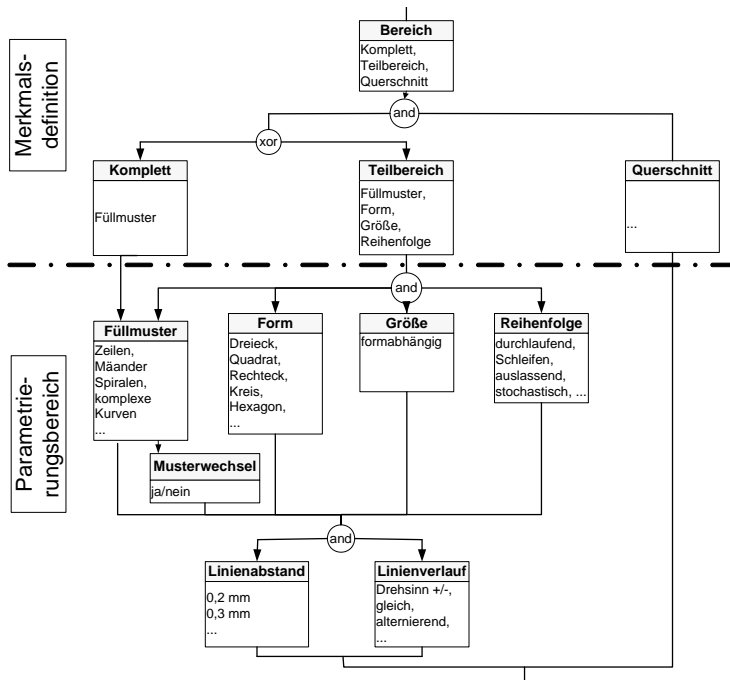 Merkmals-
definition
Bereich
Komplett,
Teilbereich,
Querschnitt
and
xor
Komplett
Füllmuster
Teilbereich
Füllmuster,
Form,
Größe,
Reihenfolge
Querschnitt
...
and
Parametrie-
rungsbereich
Füllmuster
Zeilen,
Mäander
Spiralen,
komplexe
Kurven
...
Form
Dreieck,
Quadrat,
Rechteck,
Kreis,
Hexagon,
...
Größe
formabhängig
Reihenfolge
durchlaufend,
Schleifen,
auslassend,
stochastisch, ...
Musterwechsel
ja/nein
and
Linienabstand
0,2 mm
0,3 mm
...
Linienverlauf
Drehsinn +/-,
gleich,
alternierend,
...